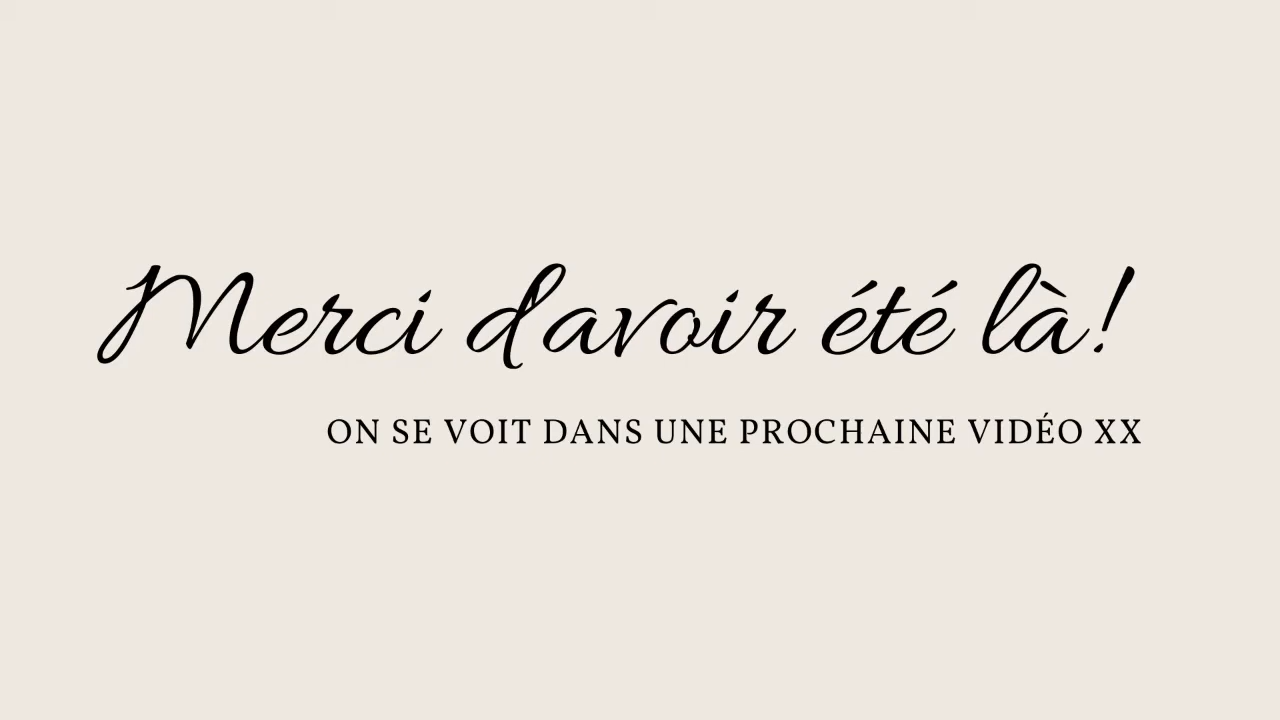 Merci d'avoir été là!
ON SE VOIT DANS UNE PROCHAINE VIDÉO XX